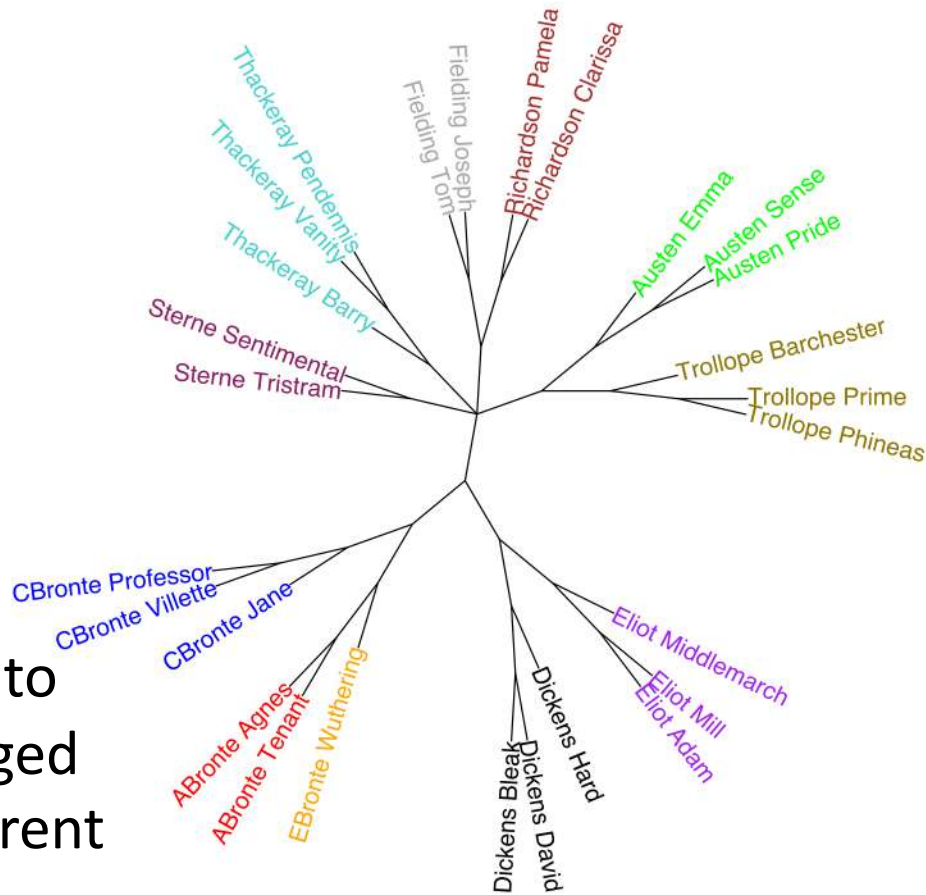 Thackeray Pendennis
Thackeray Vanity
Thackeray Barry
Sterne Sentimental
Sterne Tristram
Fielding Tom
Fielding Joseph
Richardson Pamela
Richardson Clarissa
Austen Emma
Austen Sense
Austen Pride
Trollope Barchester
Trollope Prime
Trollope Phineas
CBronte Professor
CBronte Villette
CBronte Jane
ABronte Agnes
ABronte Tenant
EBronte Wuthering
Dickens Bleak
Dickens David
Dickens Hard
Eliot Middlemarch
Eliot Mill
Eliot Adam
to
ged
rent